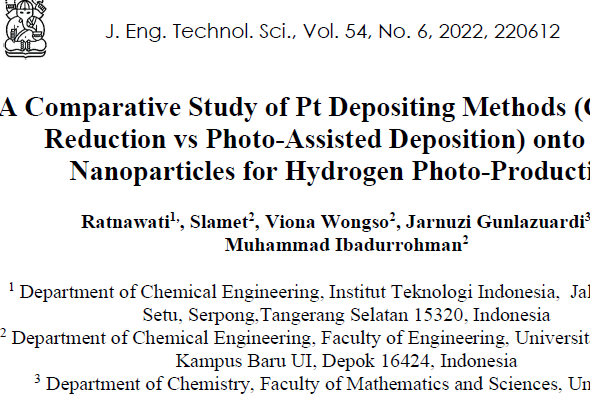 J. Eng. Technol. Sci., Vol. 54, No. 6, 2022, 220612
A Comparative Study of Pt Depositing Methods (
Reduction vs Photo-Assisted Deposition) onto
Nanoparticles for Hydrogen Photo-Producti
Ratnawati1,, Slamet2, Viona Wongso2, Jarnuzi Gunlazuardi3
Muhammad Ibadurrohman2
1 Department of Chemical Engineering, Institut Teknologi Indonesia, Jal
Setu, Serpong,Tangerang Selatan 15320, Indonesia
2 Department of Chemical Engineering, Faculty of Engineering, Universit
Kampus Baru UI, Depok 16424, Indonesia
3 Department of Chemistry, Faculty of Mathematics and Sciences, Un